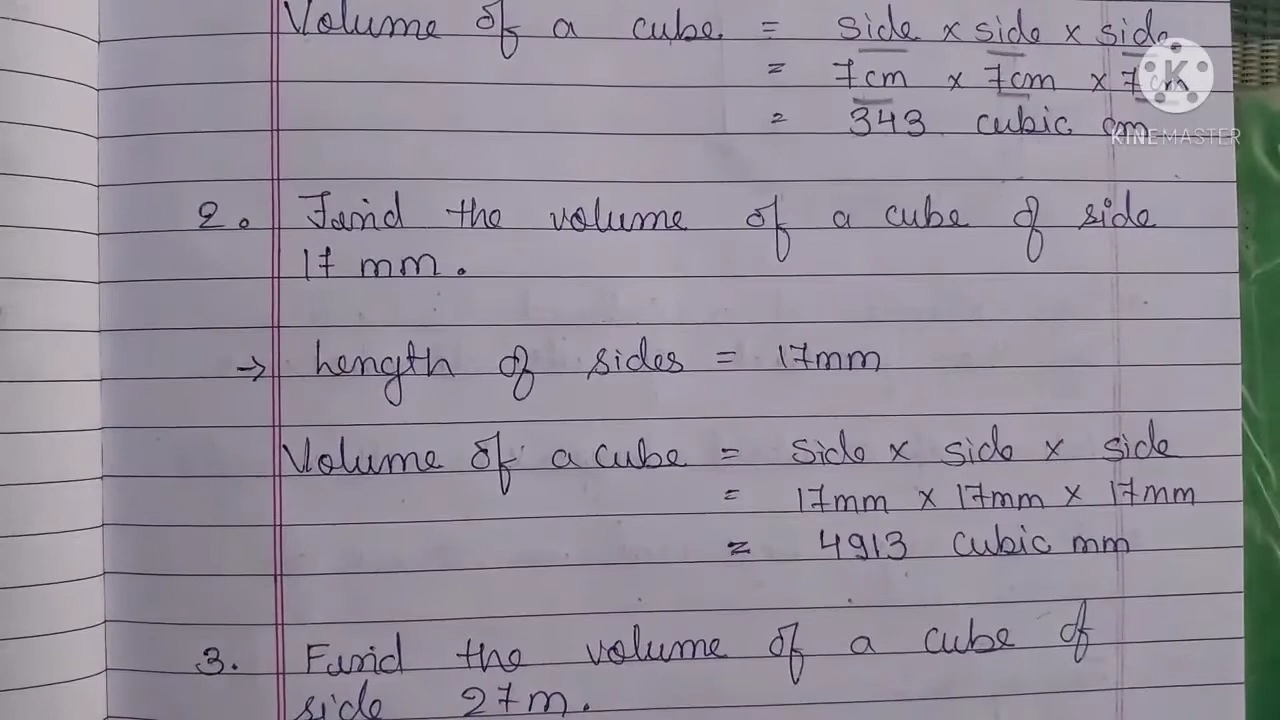 Volume of a cube = side x side x side
= 7cm x 7cm x 7cm
= 343 cubic cm
KINEMASTER
2. Find the volume of a cube of side
17 mm.
→ Length of sides = 17mm
Volume of a cube = side x side x side
= 17mm x 17mm x 17mm
= 4913 cubic mm
3. Find the volume of a cube of
side 27m.